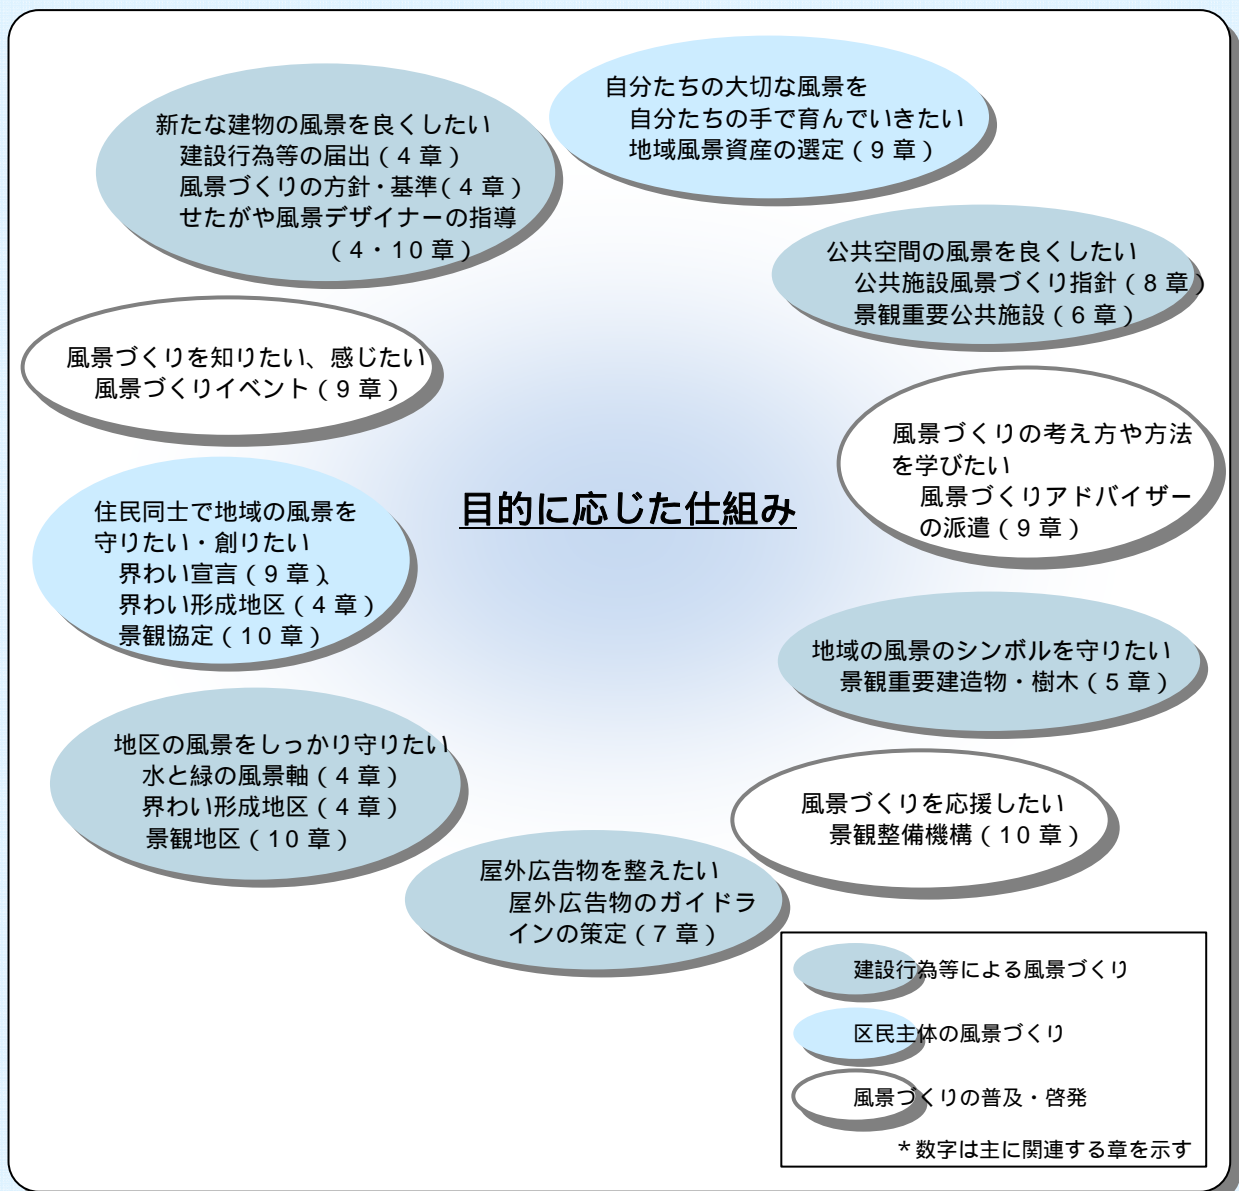 新たな建物の風景を良くしたい
建設行為等の届出(4章)
風景づくりの方針・基準(4章)
せたがや風景デザイナーの指導
(4・10章)
自分たちの大切な風景を
自分たちの手で育んでいきたい
地域風景資産の選定(9章)
公共空間の風景を良くしたい
公共施設風景づくり指針(8章)
景観重要公共施設(6章)
風景づくりを知りたい、感じたい
風景づくりイベント(9章)
風景づくりの考え方や方法
を学びたい
風景づくりアドバイザー
の派遣(9章)
目的に応じた仕組み
住民同士で地域の風景を
守りたい・創りたい
界わい宣言(9章)、
界わい形成地区(4章)
景観協定(10章)
地域の風景のシンボルを守りたい
景観重要建造物・樹木(5章)
地区の風景をしっかり守りたい
水と緑の風景軸(4章)
界わい形成地区(4章)
景観地区(10章)
風景づくりを応援したい
景観整備機構(10章)
屋外広告物を整えたい
屋外広告物のガイドラ
インの策定(7章)
建設行為等による風景づくり
区民主体の風景づくり
風景づくりの普及・啓発
*数字は主に関連する章を示す